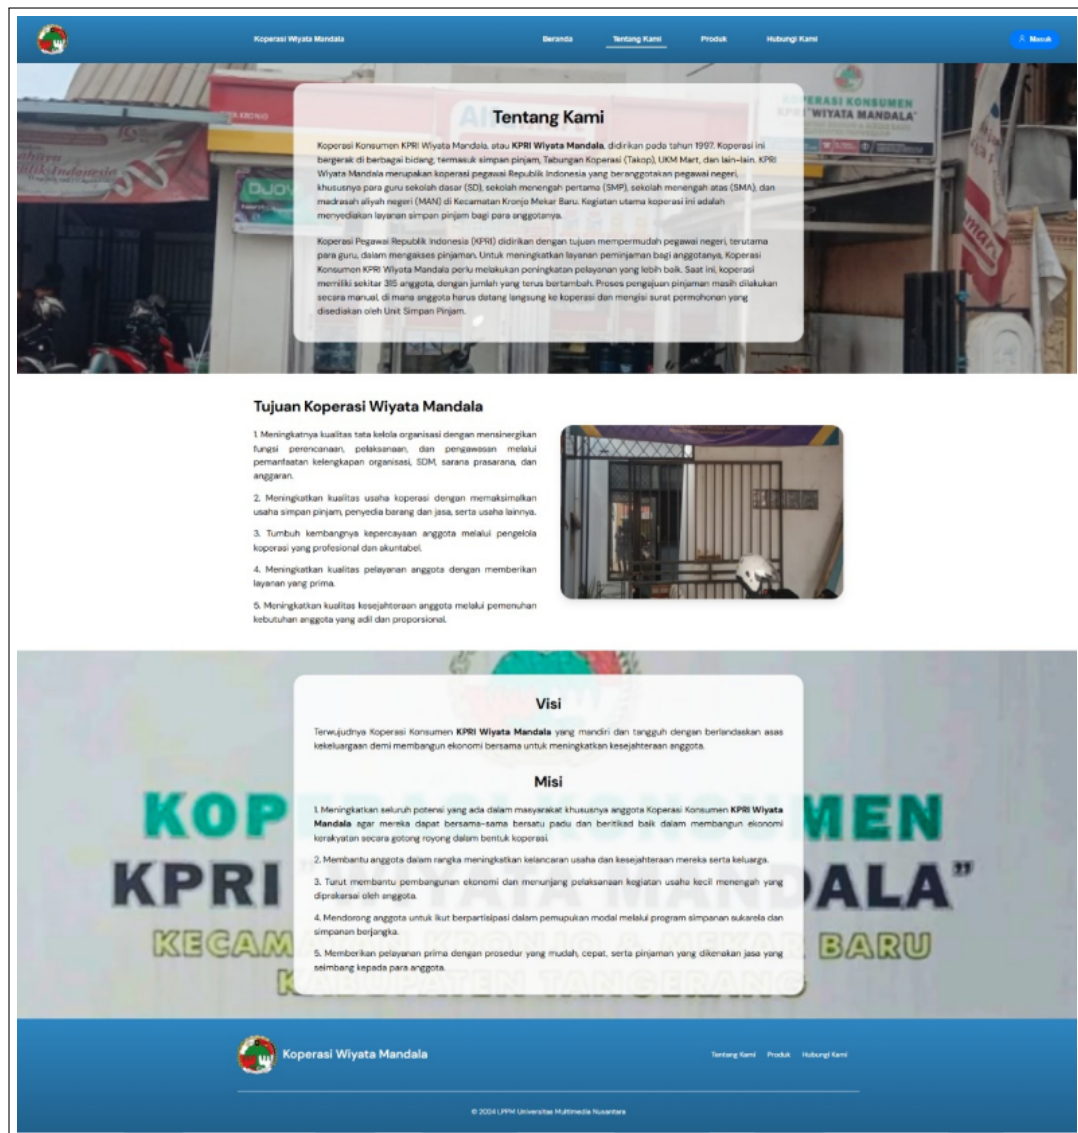 Koperasi Wiyata Mandala
Beranda
Tentang Kami
Produk
Hubungi Kami
Masuk
Tentang Kami
Koperasi Konsumen KPRI Wiyata Mandala, atau KPRI Wiyata Mandala, didirikan pada tahun 1997. Koperasi ini
bergerak di berbagai bidang, termasuk simpan pinjam, Tabungan Koperasi (Takop), UKM Mart, dan lain-lain. KPRI
Wiyata Mandala merupakan koperasi pegawai Republik Indonesia yang beranggotakan pegawai negeri,
khususnya para guru sekolah dasar (SD), sekolah menengah pertama (SMP), sekolah menengah atas (SMA), dan
madrasah aliyah negeri (MAN) di Kecamatan Kronjo Mekar Baru. Kegiatan utama koperasi ini adalah
menyediakan layanan simpan pinjam bagi para anggotanya.
Koperasi Pegawai Republik Indonesia (KPRI) didirikan dengan tujuan mempermudah pegawai negeri, terutama
para guru, dalam mengakses pinjaman. Untuk meningkatkan layanan peminjaman bagi anggotanya, Koperasi
Konsumen KPRI Wiyata Mandala perlu melakukan peningkatan pelayanan yang lebih baik. Saat ini, koperasi
memiliki sekitar 315 anggota, dengan jumlah yang terus bertambah. Proses pengajuan pinjaman masih dilakukan
secara manual, di mana anggota harus datang langsung ke koperasi dan mengisi surat permohonan yang
disediakan oleh Unit Simpan Pinjam.
Tujuan Koperasi Wiyata Mandala
1. Meningkatnya kualitas tata kelola organisasi dengan mensinergikan
fungsi perencanaan, pelaksanaan, dan pengawasan melalui
pemanfaatan kelengkapan organisasi, SDM, sarana prasarana, dan
anggaran.
2. Meningkatkan kualitas usaha koperasi dengan memaksimalkan
usaha simpan pinjam, penyedia barang dan jasa, serta usaha lainnya.
3. Tumbuh kembangnya kepercayaan anggota melalui pengelola
koperasi yang profesional dan akuntabel.
4. Meningkatkan kualitas pelayanan anggota dengan memberikan
layanan yang prima.
5. Meningkatkan kualitas kesejahteraan anggota melalui pemenuhan
kebutuhan anggota yang adil dan proporsional.
Visi
Terwujudnya Koperasi Konsumen KPRI Wiyata Mandala yang mandiri dan tangguh dengan berlandaskan asas
kekeluargaan demi membangun ekonomi bersama untuk meningkatkan kesejahteraan anggota.
Misi
1. Meningkatkan seluruh potensi yang ada dalam masyarakat khususnya anggota Koperasi Konsumen KPRI Wiyata
Mandala agar mereka dapat bersama-sama bersatu padu dan beritikad baik dalam membangun ekonomi
kerakyatan secara gotong royong dalam bentuk koperasi.
2. Membantu anggota dalam rangka meningkatkan kelancaran usaha dan kesejahteraan mereka serta keluarga.
3. Turut membantu pembangunan ekonomi dan menunjang pelaksanaan kegiatan usaha kecil menengah yang
diprakarsai oleh anggota.
4. Mendorong anggota untuk ikut berpartisipasi dalam pemupukan modal melalui program simpanan sukarela dan
simpanan berjangka.
5. Memberikan pelayanan prima dengan prosedur yang mudah, cepat, serta pinjaman yang dikenakan jasa yang
seimbang kepada para anggota.
KPRI "WIYATA MANDALA"
KABUPATEN TANGERANG
Koperasi Wiyata Mandala
Tentang Kami
Produk
Hubungi Kami
© 2024 LPPM Universitas Multimedia Nusantara